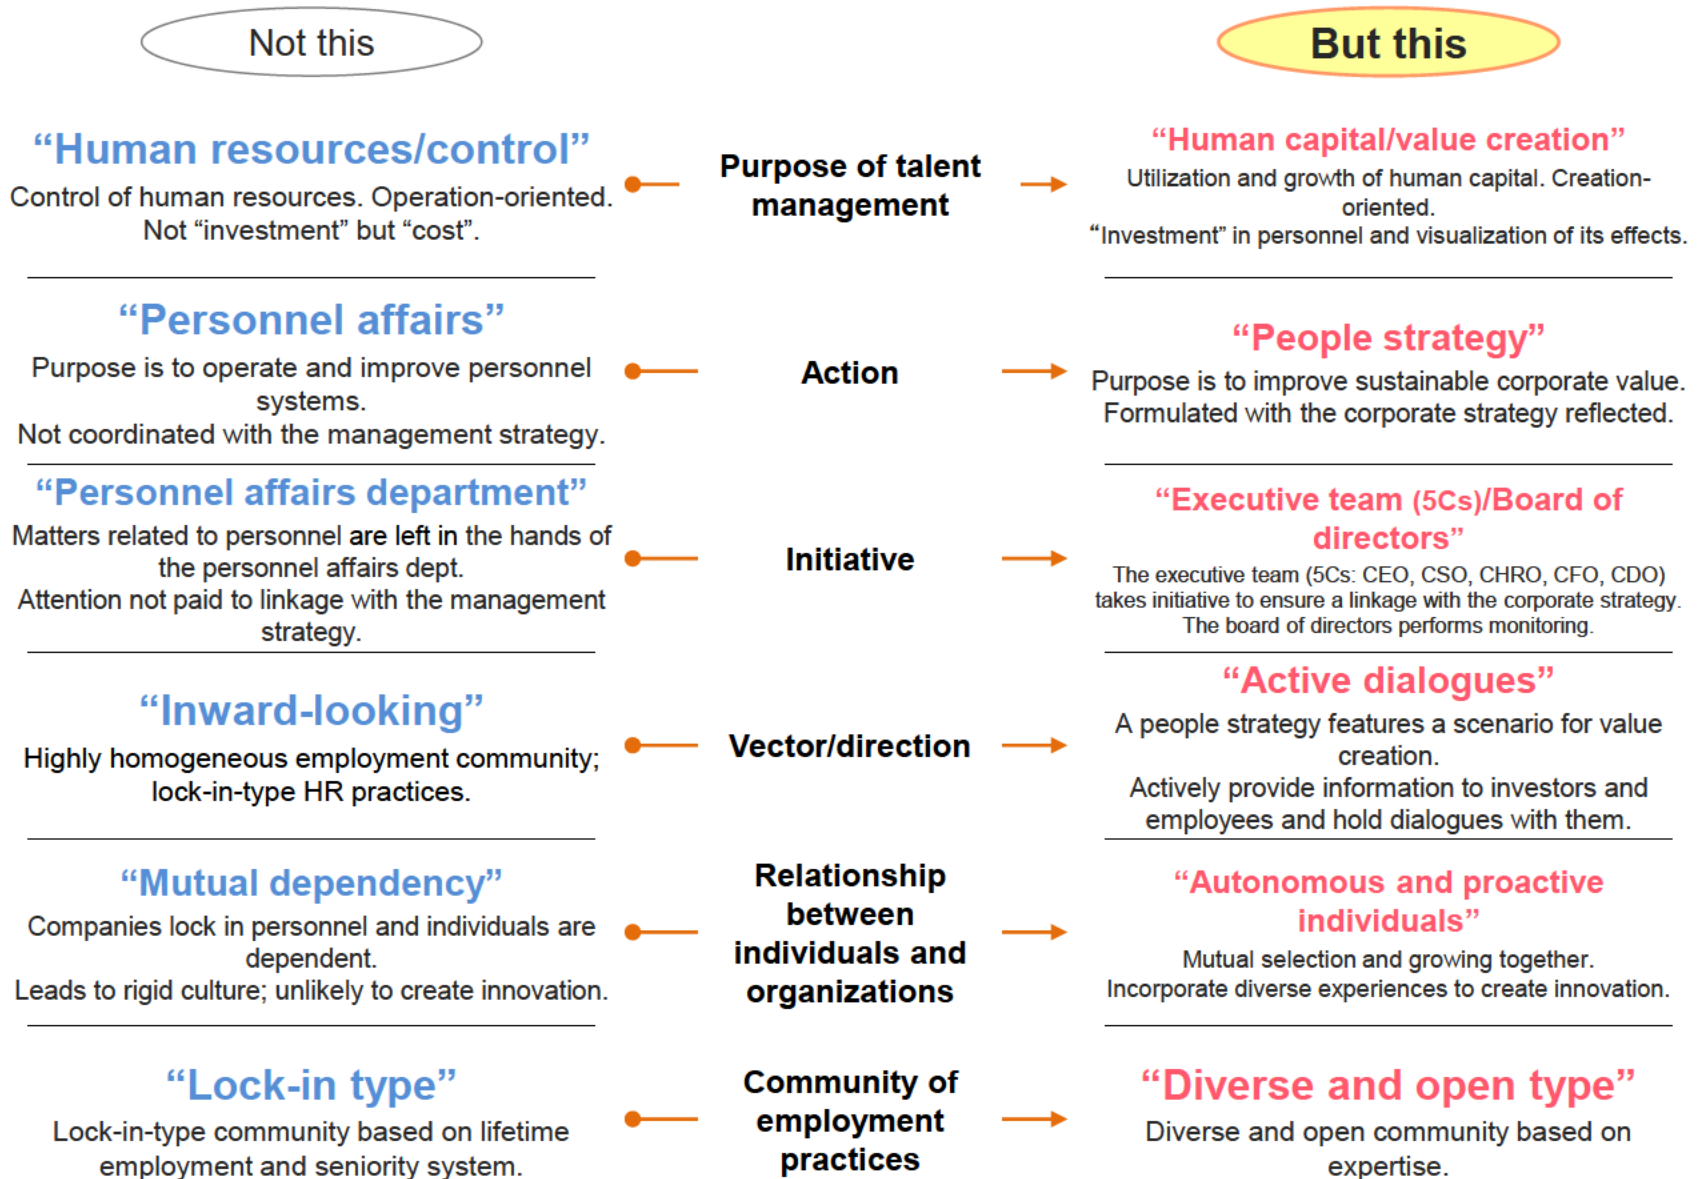 Not this
But this
“Human resources/control”
Control of human resources. Operation-oriented.
Not “investment” but “cost”.
Purpose of talent
management
“Human capital/value creation”
Utilization and growth of human capital. Creation-
oriented.
“Investment” in personnel and visualization of its effects.
“Personnel affairs”
Purpose is to operate and improve personnel
systems.
Not coordinated with the management strategy.
Action
“People strategy”
Purpose is to improve sustainable corporate value.
Formulated with the corporate strategy reflected.
“Personnel affairs department”
Matters related to personnel are left in the hands of
the personnel affairs dept.
Attention not paid to linkage with the management
strategy.
Initiative
“Executive team (5Cs)/Board of
directors”
The executive team (5Cs: CEO, CSO, CHRO, CFO, CDO)
takes initiative to ensure a linkage with the corporate strategy.
The board of directors performs monitoring.
“Inward-looking”
Highly homogeneous employment community;
lock-in-type HR practices.
Vector/direction
“Active dialogues”
A people strategy features a scenario for value
creation.
Actively provide information to investors and
employees and hold dialogues with them.
“Mutual dependency”
Companies lock in personnel and individuals are
dependent.
Leads to rigid culture; unlikely to create innovation.
Relationship
between
individuals and
organizations
“Autonomous and proactive
individuals”
Mutual selection and growing together.
Incorporate diverse experiences to create innovation.
“Lock-in type”
Lock-in-type community based on lifetime
employment and seniority system.
Community of
employment
practices
“Diverse and open type”
Diverse and open community based on
expertise.